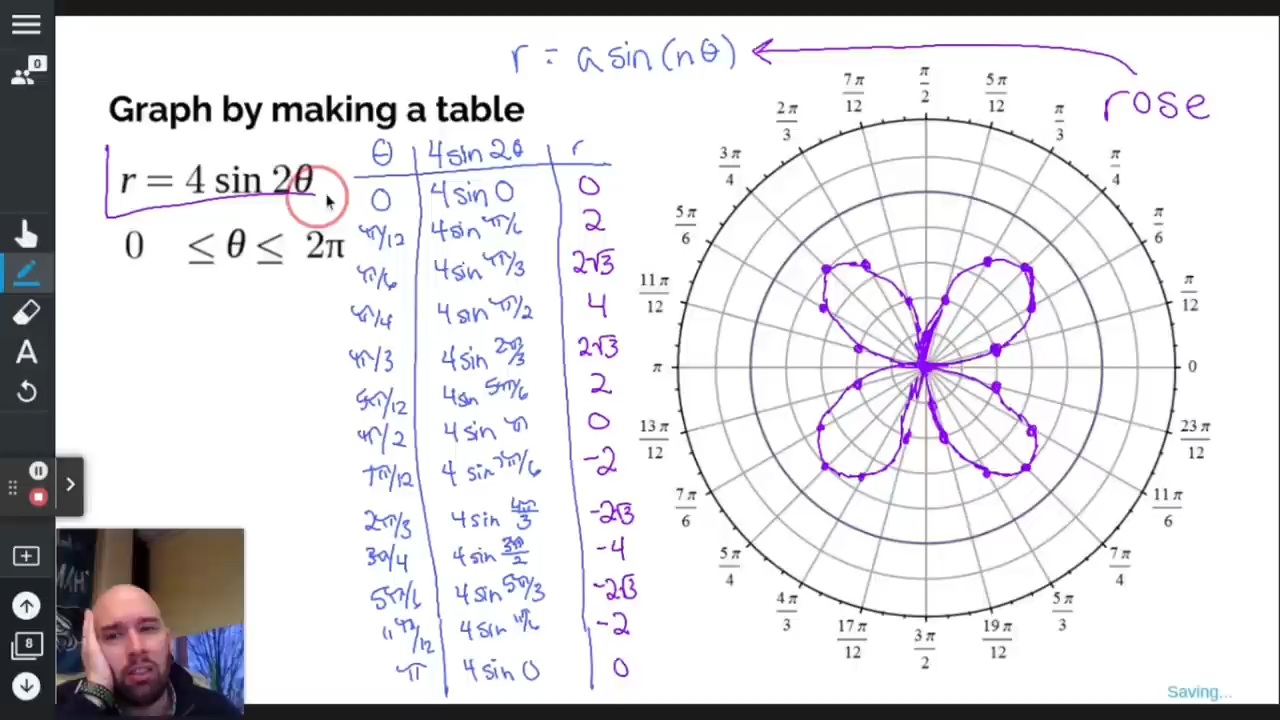 0
r = a sin(nθ)
rose
Graph by making a table
r = 4 sin 2θ
0 ≤ θ ≤ 2π
θ 4 sin 2θ r
0 4 sin 0 0
π/12 4 sin π/6 2
π/6 4 sin π/3 2√3
π/4 4 sin π/2 4
π/3 4 sin 2π/3 2√3
5π/12 4 sin 5π/6 2
π/2 4 sin π 0
7π/12 4 sin 7π/6 -2
2π/3 4 sin 4π/3 -2√3
3π/4 4 sin 3π/2 -4
5π/6 4 sin 5π/3 -2√3
11π/12 4 sin 11/6 -2
π 4 sin 0 0
π/2
7π/12 5π/12
2π/3 π/3
3π/4 π/4
5π/6 π/6
11π/12 π/12
π 0
13π/12 23π/12
7π/6 11π/6
5π/4 7π/4
4π/3 5π/3
17π/12 19π/12
3π/2
A
8
Saving...